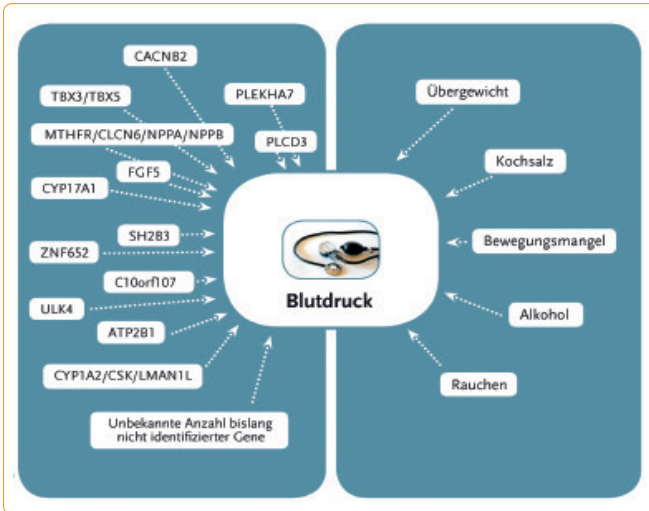 CACNB2
TBX3/TBX5
PLEKHA7
MTHFR/CLCN6/NPPA/NPPB
PLCD3
FGF5
CYP17A1
SH2B3
ZNF652
C10orf107
ULK4
ATP2B1
CYP1A2/CSK/LMAN1L
Unbekannte Anzahl bislang
nicht identifizierter Gene
Blutdruck
Übergewicht
Kochsalz
Bewegungsmangel
Alkohol
Rauchen